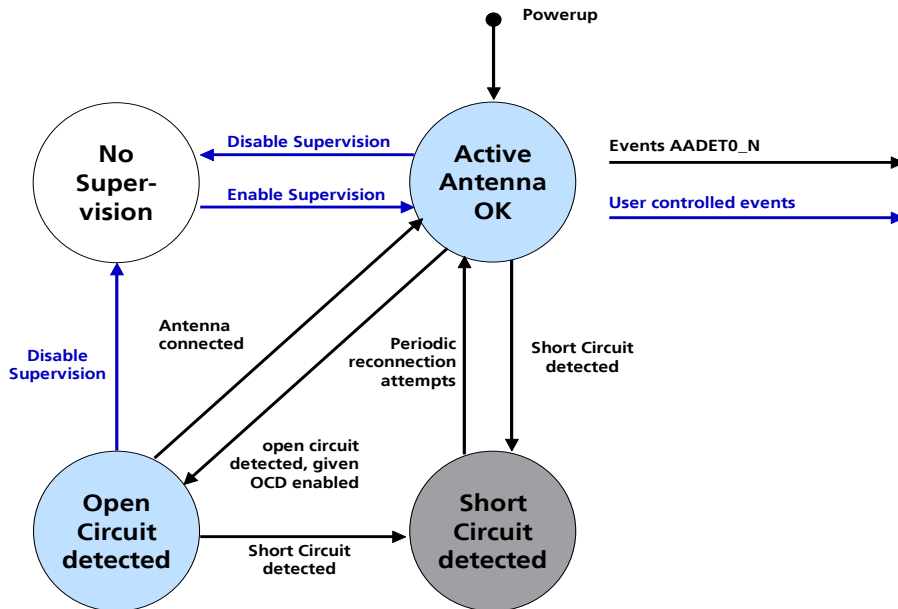 Powerup
Disable Supervision
No
Super-
vision
Active
Antenna
OK
Events AADET0_N
Enable Supervision
User controlled events
Antenna
connected
Periodic
reconnection
attempts
Short Circuit
detected
Disable
Supervision
open circuit
detected, given
OCD enabled
Open
Circuit
detected
Short Circuit
detected
Short
Circuit
detected